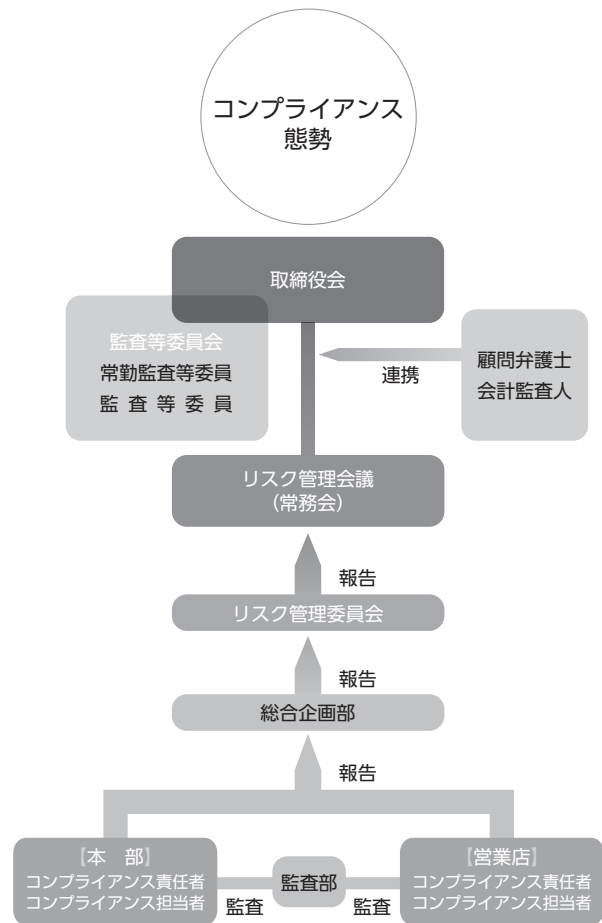 コンプライアンス
態勢
取締役会
監査等委員会
常勤監査等委員
監 査 等 委 員
連携
顧問弁護士
会計監査人
リスク管理会議
(常務会)
報告
リスク管理委員会
報告
総合企画部
報告
[本　部]
コンプライアンス責任者
コンプライアンス担当者
監査
監査部
監査
[営業店]
コンプライアンス責任者
コンプライアンス担当者